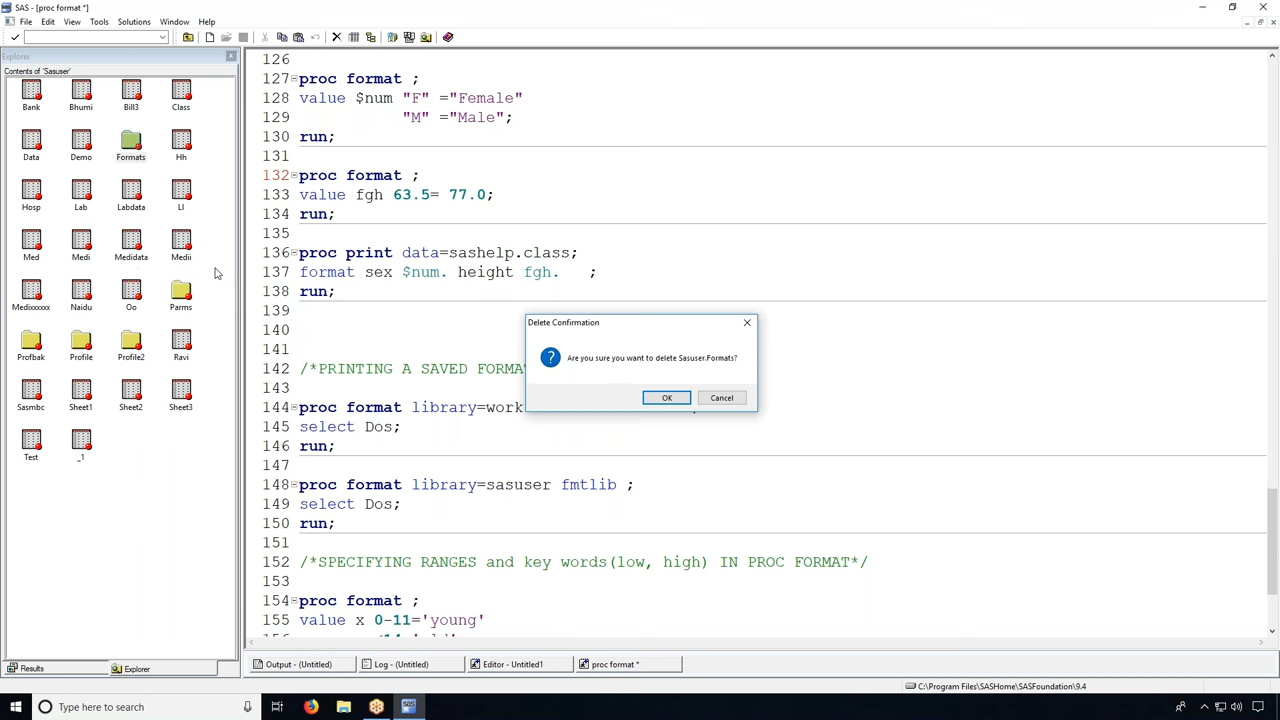 SAS - [proc format *]
File Edit View Tools Solutions Window Help
Explorer
Contents of 'Sasuser'
Bank Bhumi Bill3 Class
Data Demo Formats Hh
Hosp Lab Labdata Ll
Med Medi Medidata Medii
Medixxxxxx Naidu Oo Parms
Profbak Profile Profile2 Ravi
Sasmbc Sheet1 Sheet2 Sheet3
Test _1
126
127 proc format ;
128 value $num "F" ="Female"
129 "M" ="Male";
130 run;
131
132 proc format ;
133 value fgh 63.5= 77.0;
134 run;
135
136 proc print data=sashelp.class;
137 format sex $num. height fgh. ;
138 run;
139
140
141
142 /*PRINTING A SAVED
143
144 proc format library=work
145 select Dos;
146 run;
147
148 proc format library=sasuser fmtlib ;
149 select Dos;
150 run;
151
152 /*SPECIFYING RANGES and key words(low, high) IN PROC FORMAT*/
153
154 proc format ;
155 value x 0-11='young'
Delete Confirmation
Are you sure you want to delete Sasuser.Formats?
OK Cancel
Results Explorer
Output - (Untitled) Log - (Untitled) Editor - Untitled1 proc format *
C:\Program Files\SASHome\SASFoundation\9.4
Type here to search